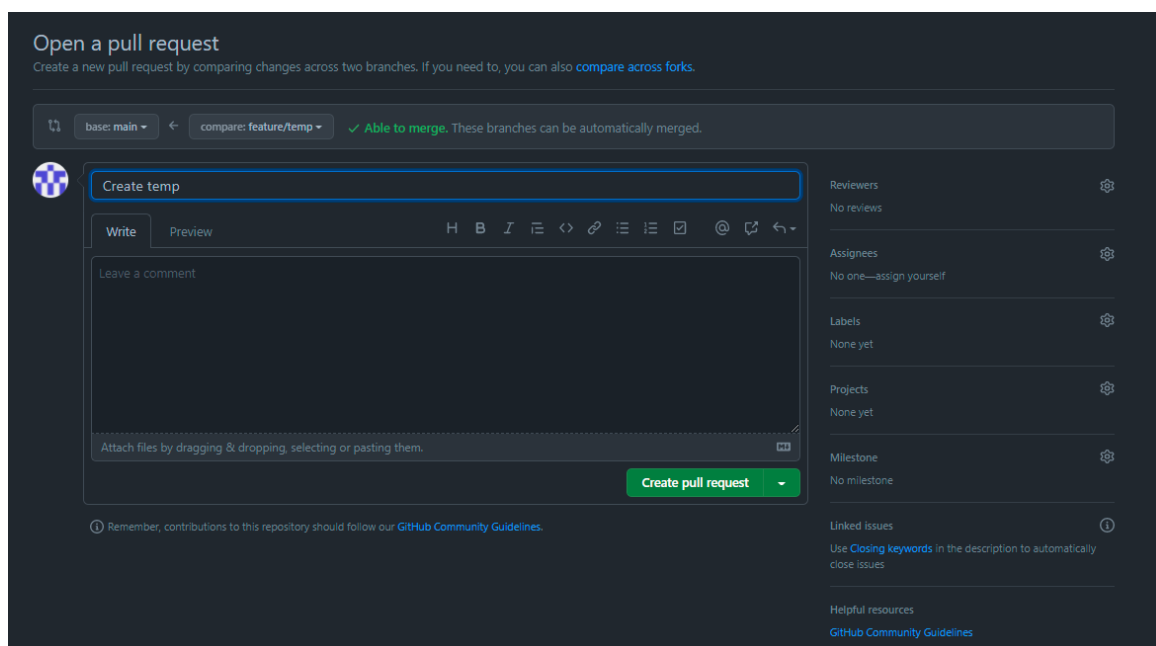 Open a pull request
Create a new pull request by comparing changes across two branches. If you need to, you can also compare across forks.
base: main
compare: feature/temp
Able to merge. These branches can be automatically merged.
Create temp
Write
Preview
Leave a comment
Attach files by dragging & dropping, selecting or pasting them.
Create pull request
Remember, contributions to this repository should follow our GitHub Community Guidelines.
Reviewers
No reviews
Assignees
No one—assign yourself
Labels
None yet
Projects
None yet
Milestone
No milestone
Linked issues
Use Closing keywords in the description to automatically
close issues
Helpful resources
GitHub Community Guidelines